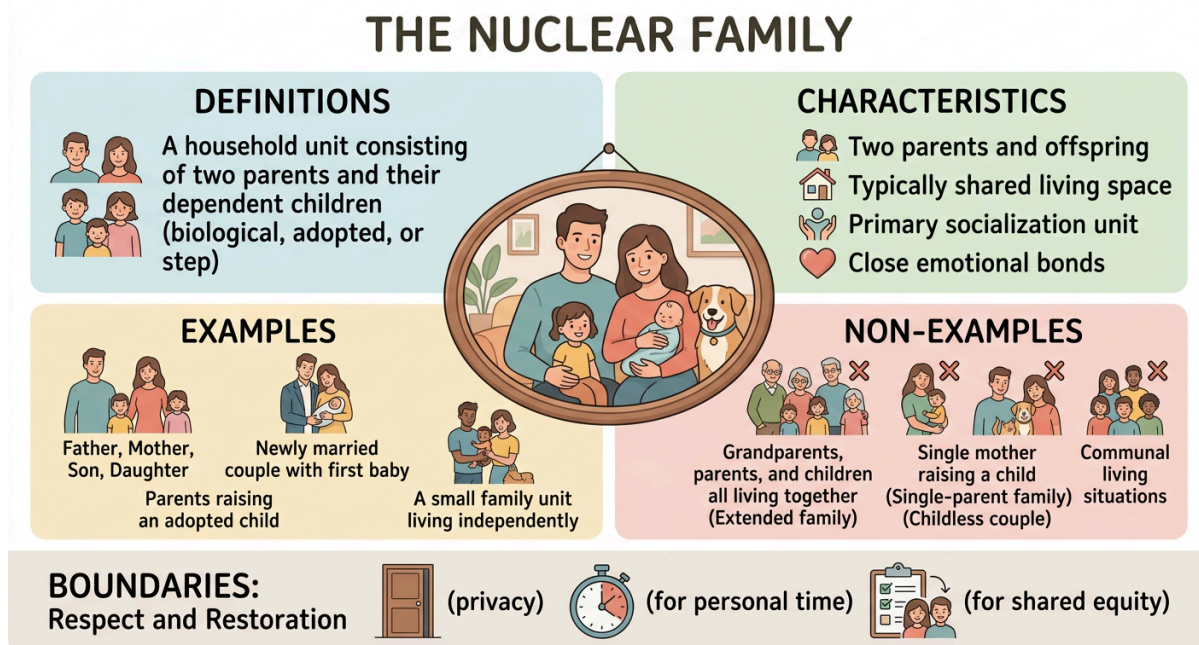 THE NUCLEAR FAMILY
DEFINITIONS
A household unit consisting
of two parents and their
dependent children
(biological, adopted, or
step)
CHARACTERISTICS
Two parents and offspring
Typically shared living space
Primary socialization unit
Close emotional bonds
EXAMPLES
Father, Mother,
Son, Daughter
Newly married
couple with first baby
Parents raising
an adopted child
A small family unit
living independently
NON-EXAMPLES
Grandparents,
parents, and children
all living together
(Extended family)
Single mother
raising a child
(Single-parent family)
(Childless couple)
Communal
living
situations
BOUNDARIES:
Respect and Restoration
(privacy)
(for personal time)
(for shared equity)